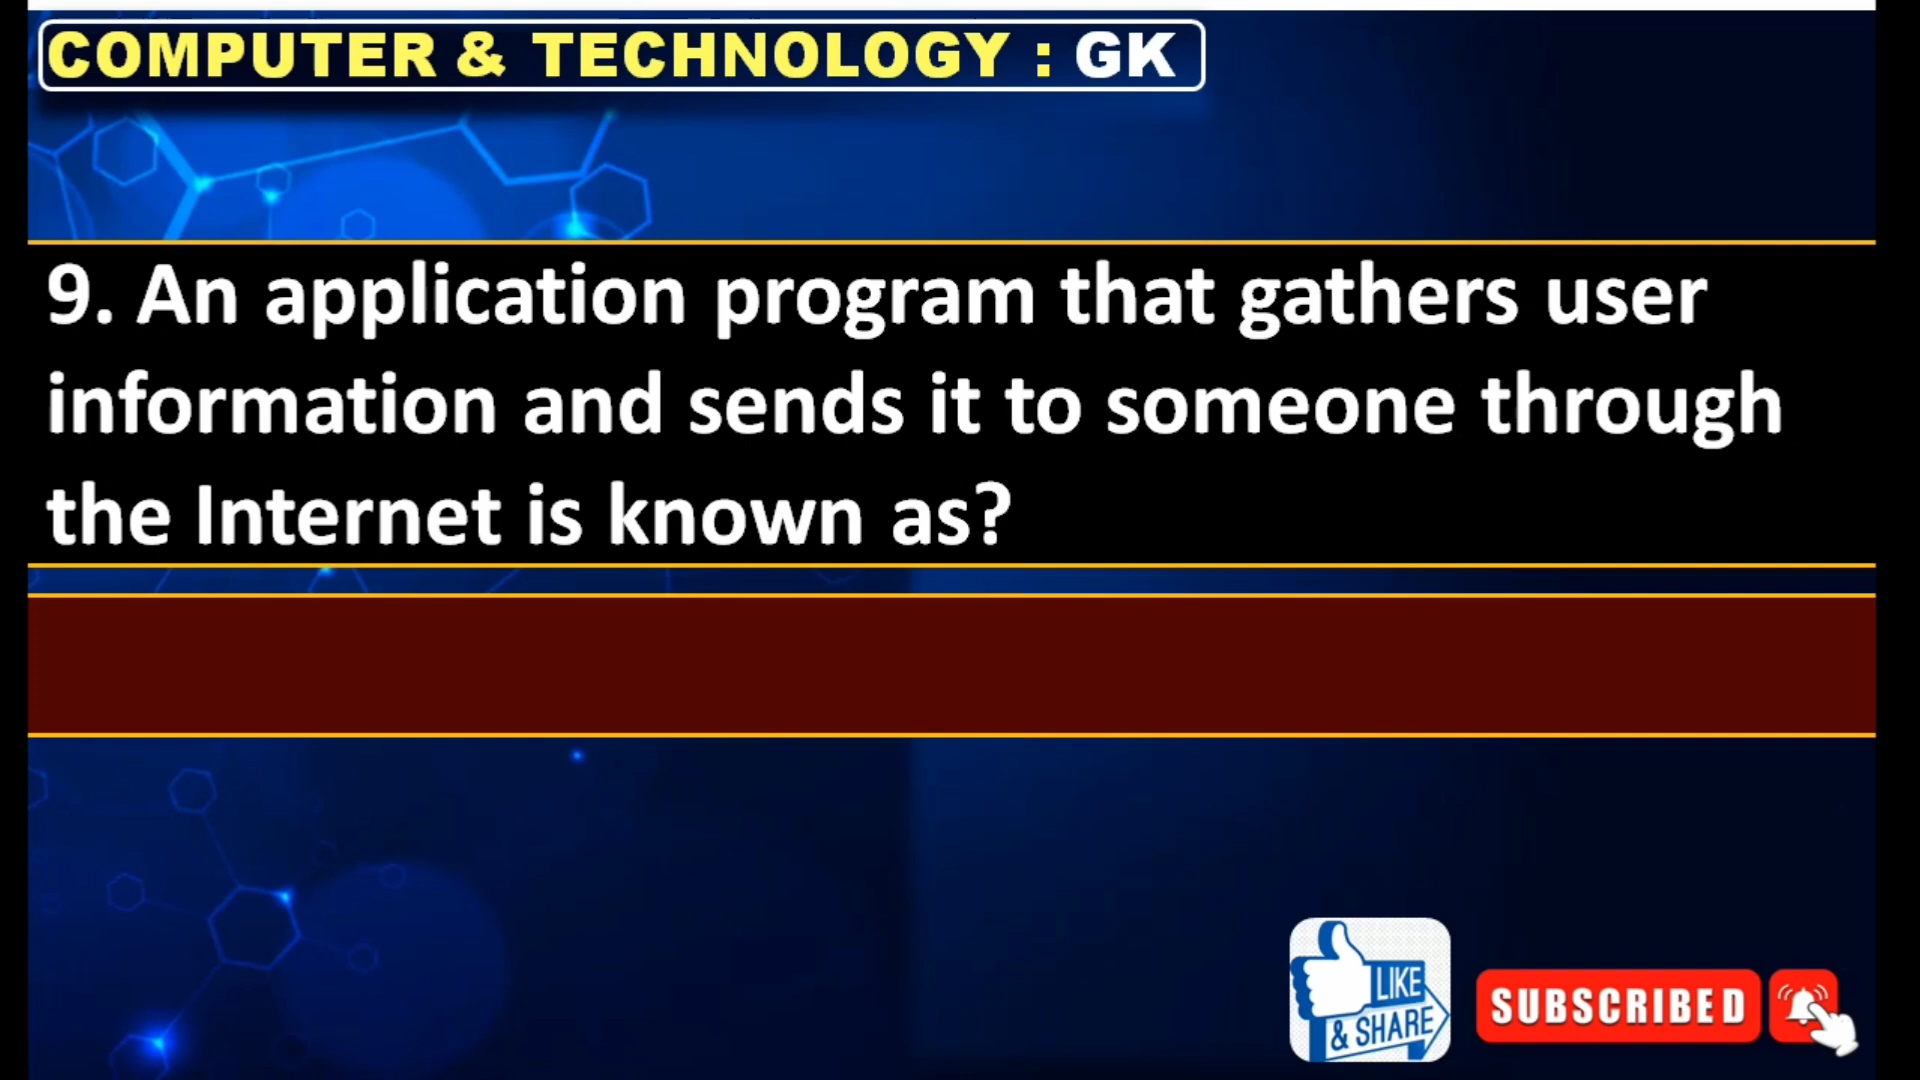 COMPUTER & TECHNOLOGY : GK
9. An application program that gathers user
information and sends it to someone through
the Internet is known as?
LIKE
& SHARE
SUBSCRIBED